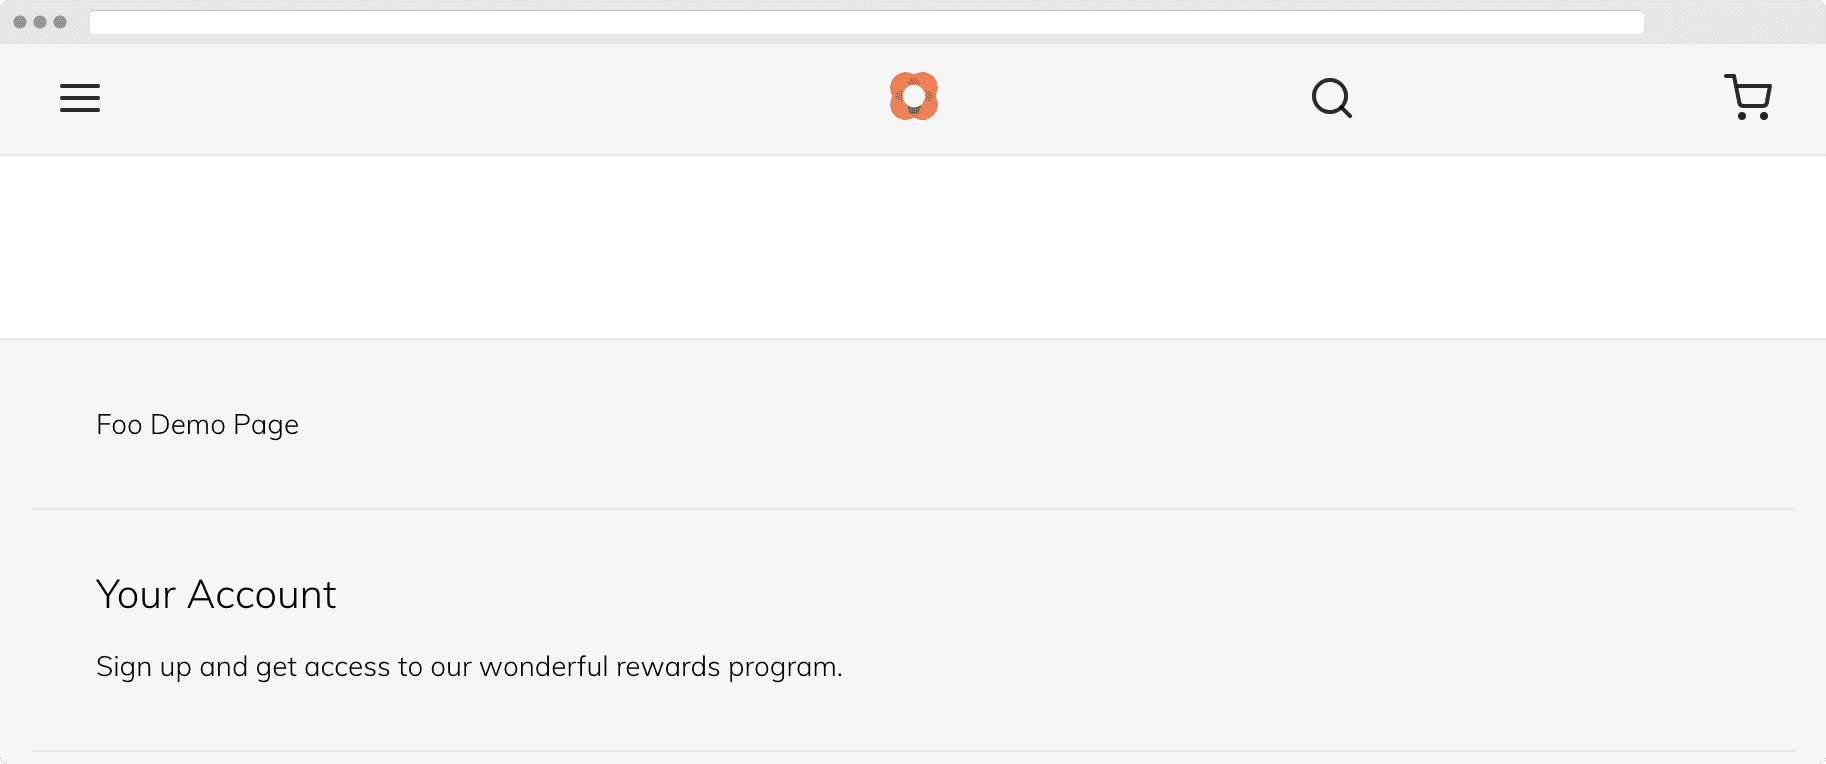 Foo Demo Page
Your Account
Sign up and get access to our wonderful rewards program.